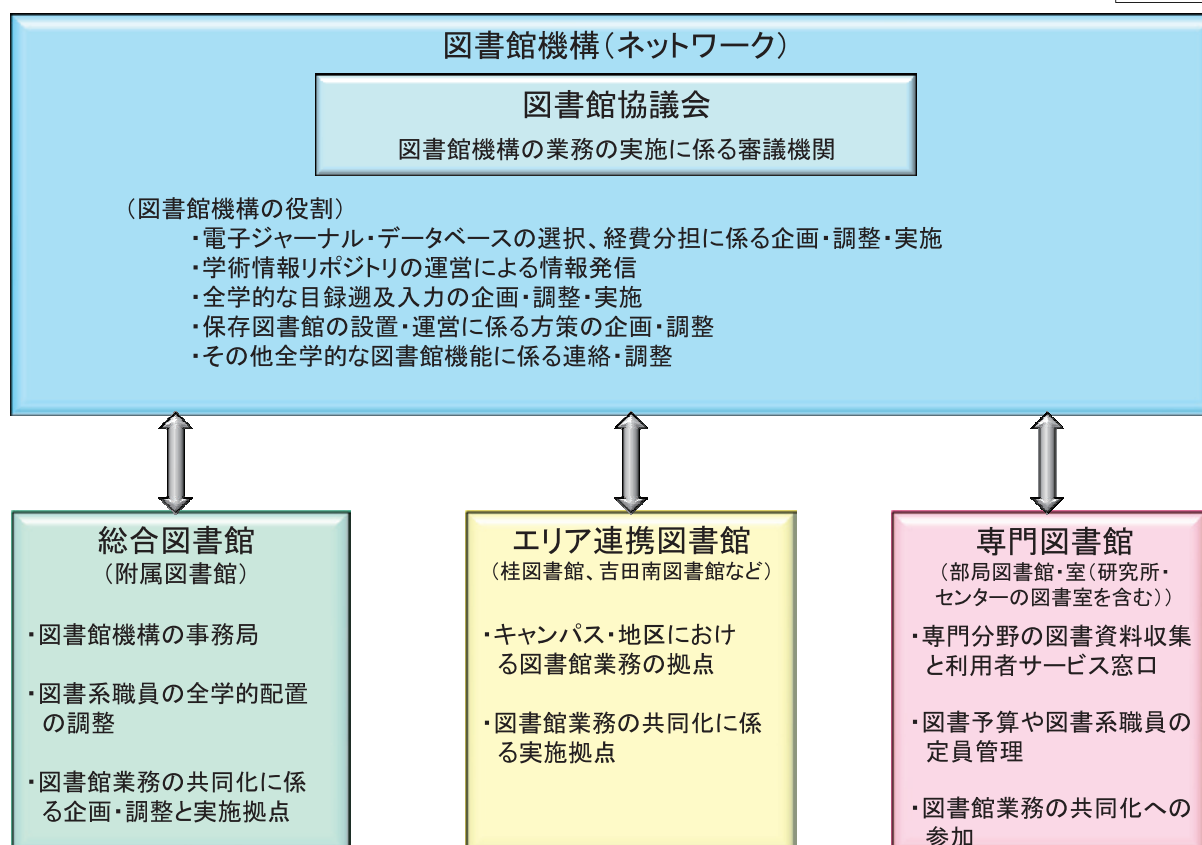 図書館機構(ネットワーク)
図書館協議会
図書館機構の業務の実施に係る審議機関
(図書館機構の役割)
・電子ジャーナル・データベースの選択、経費分担に係る企画・調整・実施
・学術情報リポジトリの運営による情報発信
・全学的な目録遡及入力の企画・調整・実施
・保存図書館の設置・運営に係る方策の企画・調整
・その他全学的な図書館機能に係る連絡・調整
総合図書館
(附属図書館)
・図書館機構の事務局
・図書系職員の全学的配置
の調整
・図書館業務の共同化に係
る企画・調整と実施拠点
エリア連携図書館
(桂図書館、吉田南図書館など)
・キャンパス・地区におけ
る図書館業務の拠点
・図書館業務の共同化に係
る実施拠点
専門図書館
(部局図書館・室(研究所・
センターの図書室を含む))
・専門分野の図書資料収集
と利用者サービス窓口
・図書予算や図書系職員の
定員管理
・図書館業務の共同化への
参加